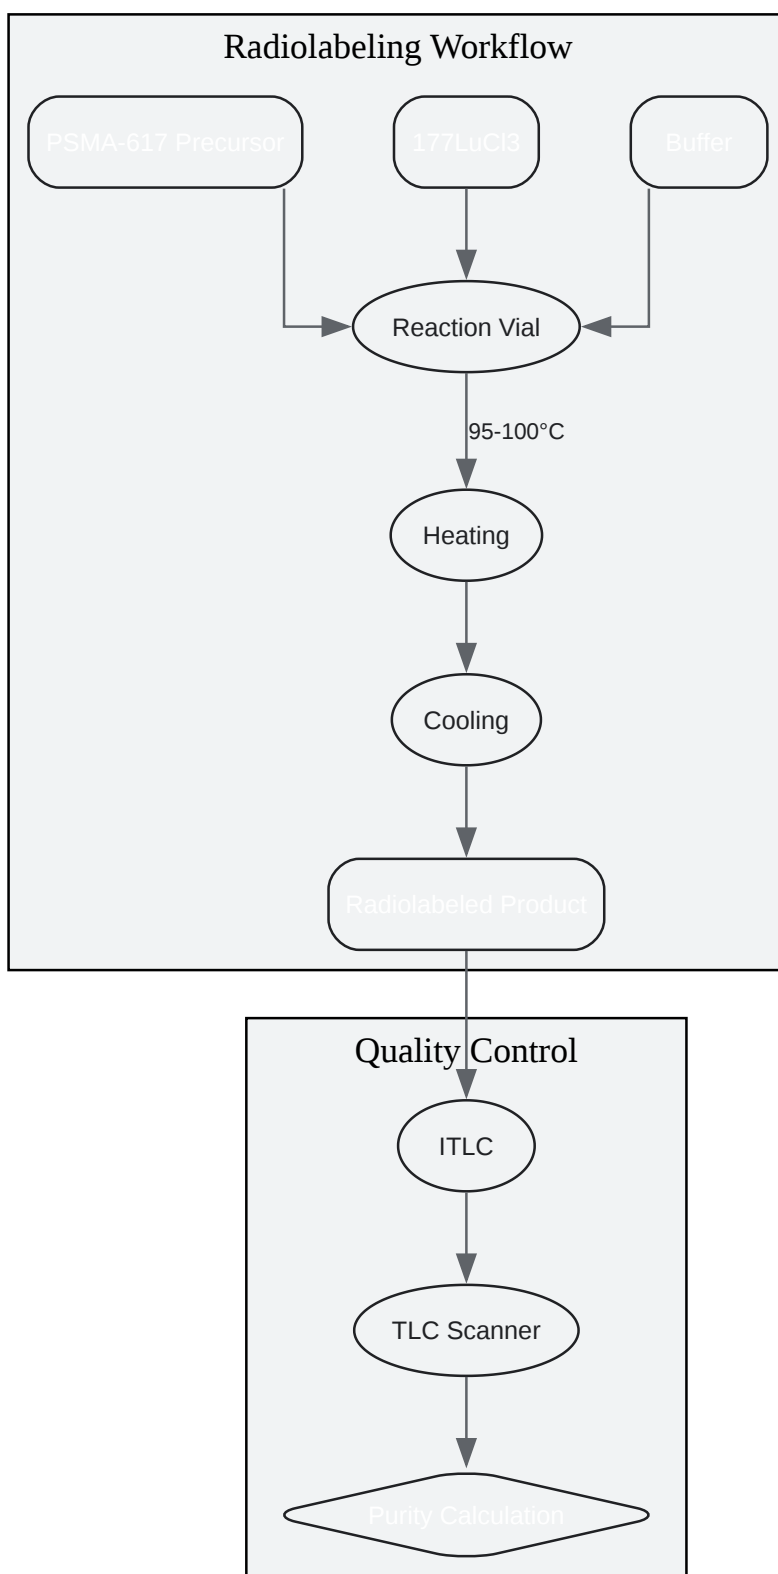 Radiolabeling Workflow
PSMA-617 Precursor
177LuCl3
Buffer
Reaction Vial
95-100°C
Heating
Cooling
Radiolabeled Product
Quality Control
ITLC
TLC Scanner
Purity Calculation